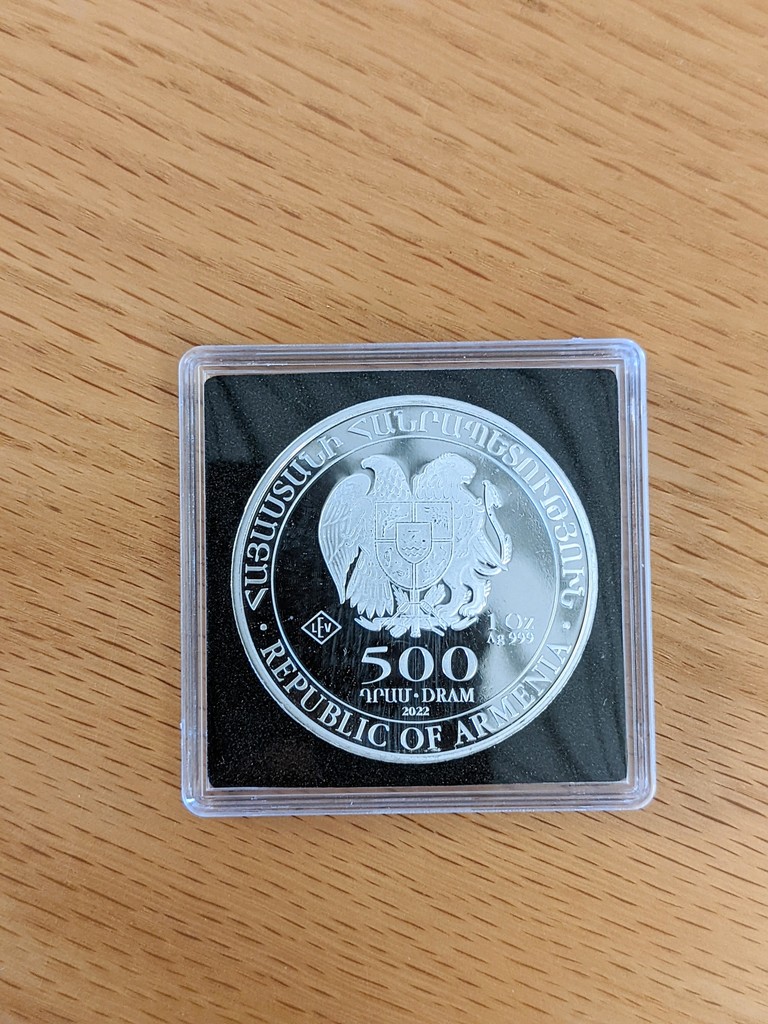 ՀԱՅԱՍՏԱՆԻ ՀԱՆՐԱՊԵՏՈՒԹՅՈՒՆ
LEV
1 Oz
Ag 999
500
ԴՐԱՄ • DRAM
2022
• REPUBLIC OF ARMENIA •